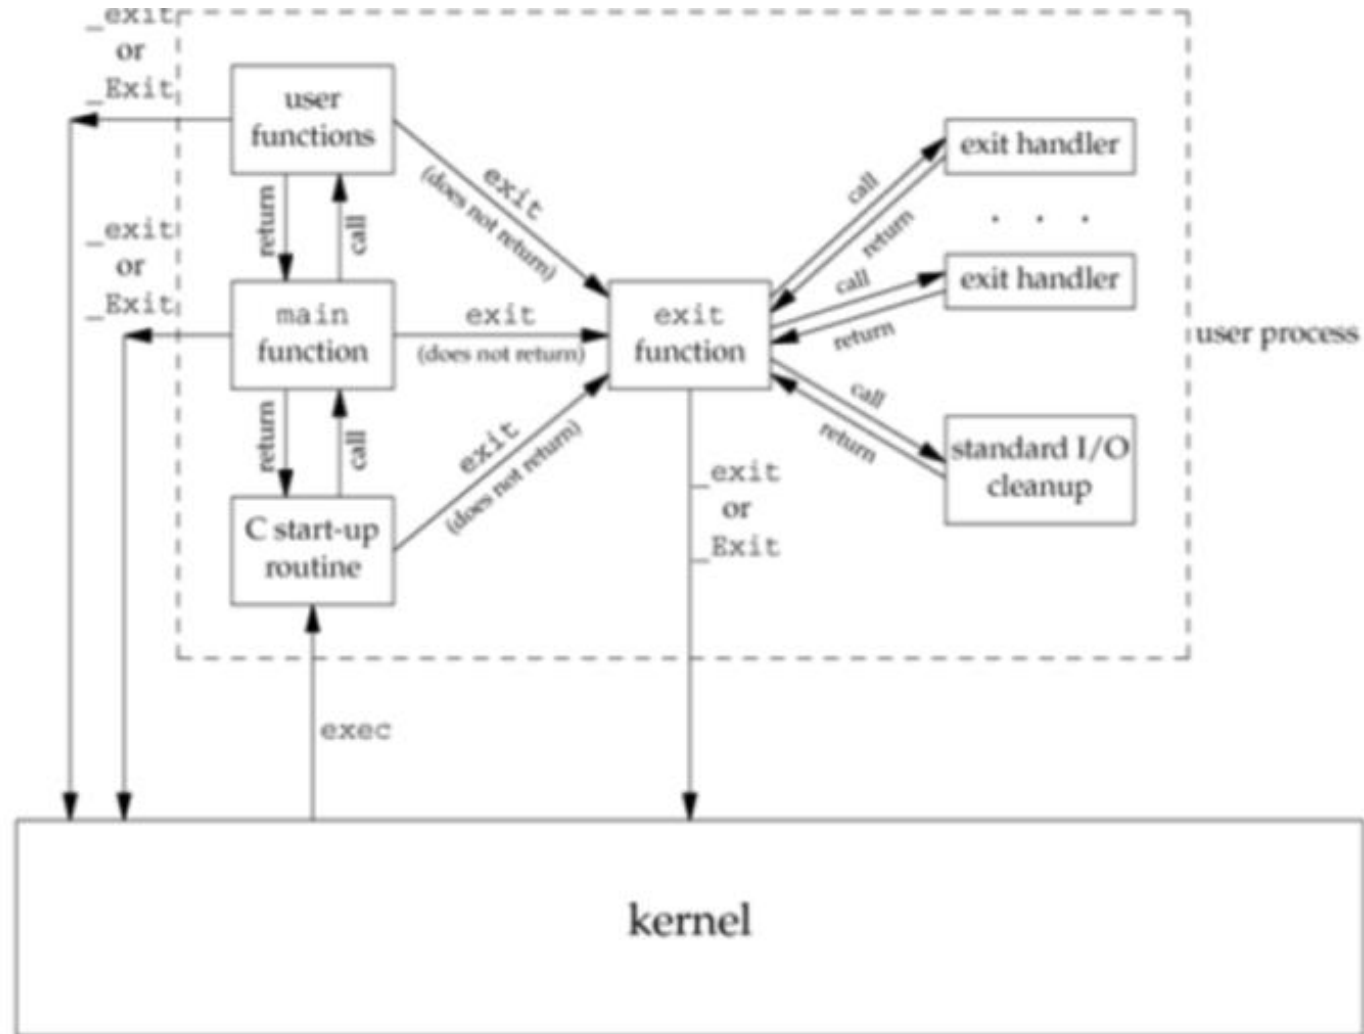 _exit
or
_Exit
user
functions
exit
(does not return)
return
call
_exit
or
_Exit
main
function
exit
(does not return)
exit
function
call
return
exit handler
. . .
call
return
exit handler
user process
return
call
exit
(does not return)
call
return
standard I/O
cleanup
C start-up
routine
_exit
or
_Exit
exec
kernel